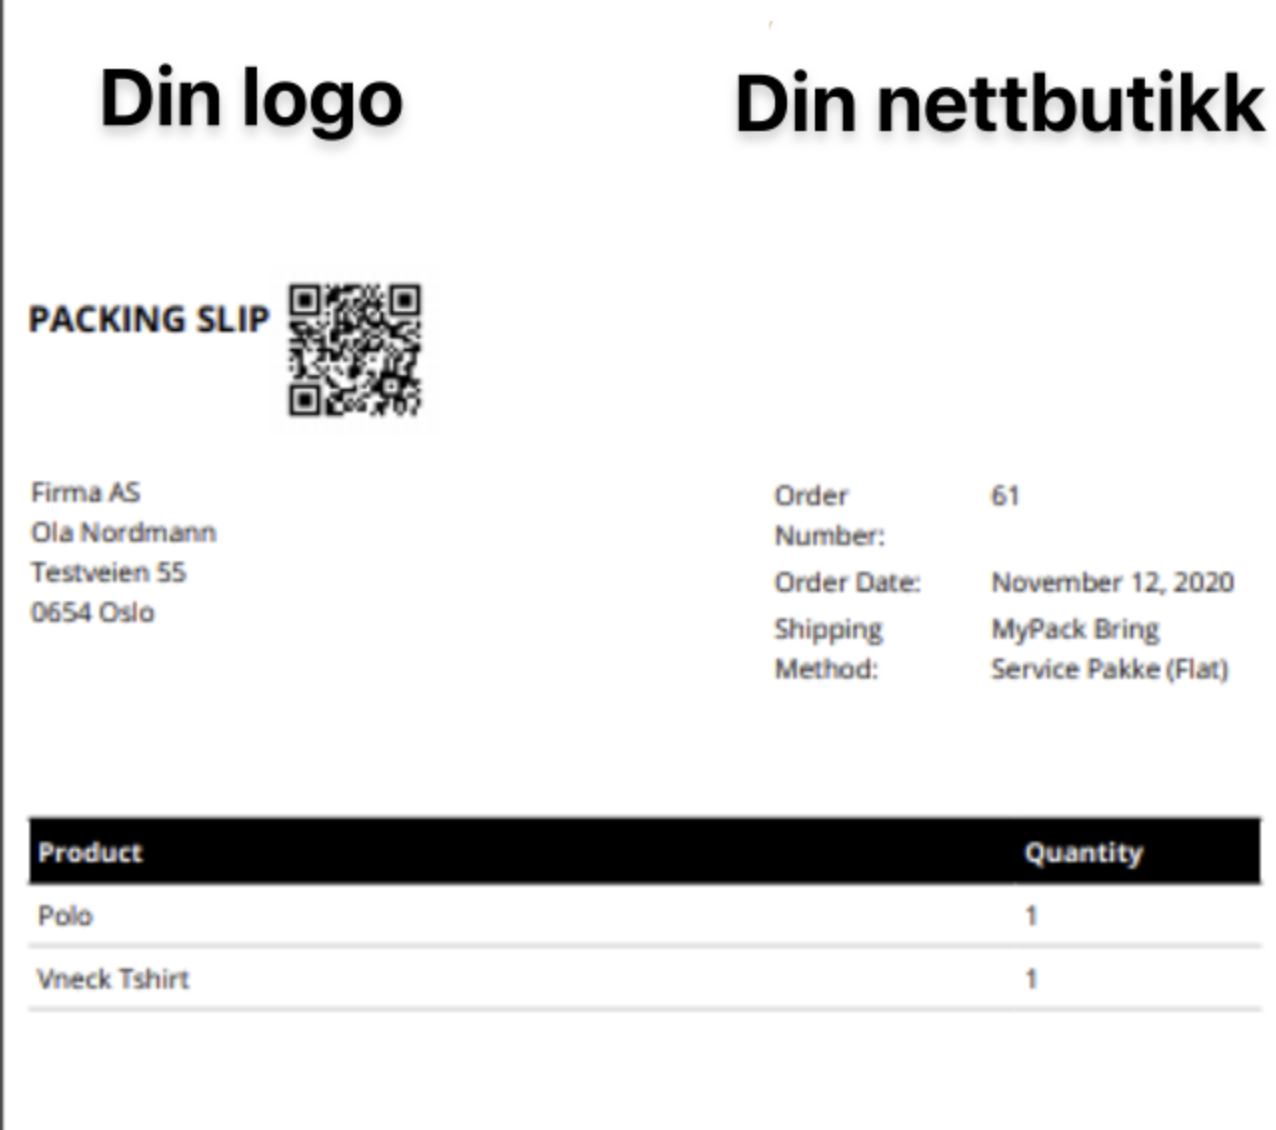 Din logo
Din nettbutikk
PACKING SLIP
Firma AS
Ola Nordmann
Testveien 55
0654 Oslo
Order Number: 61
Order Date: November 12, 2020
Shipping Method: MyPack Bring Service Pakke (Flat)
Product Quantity
Polo 1
Vneck Tshirt 1